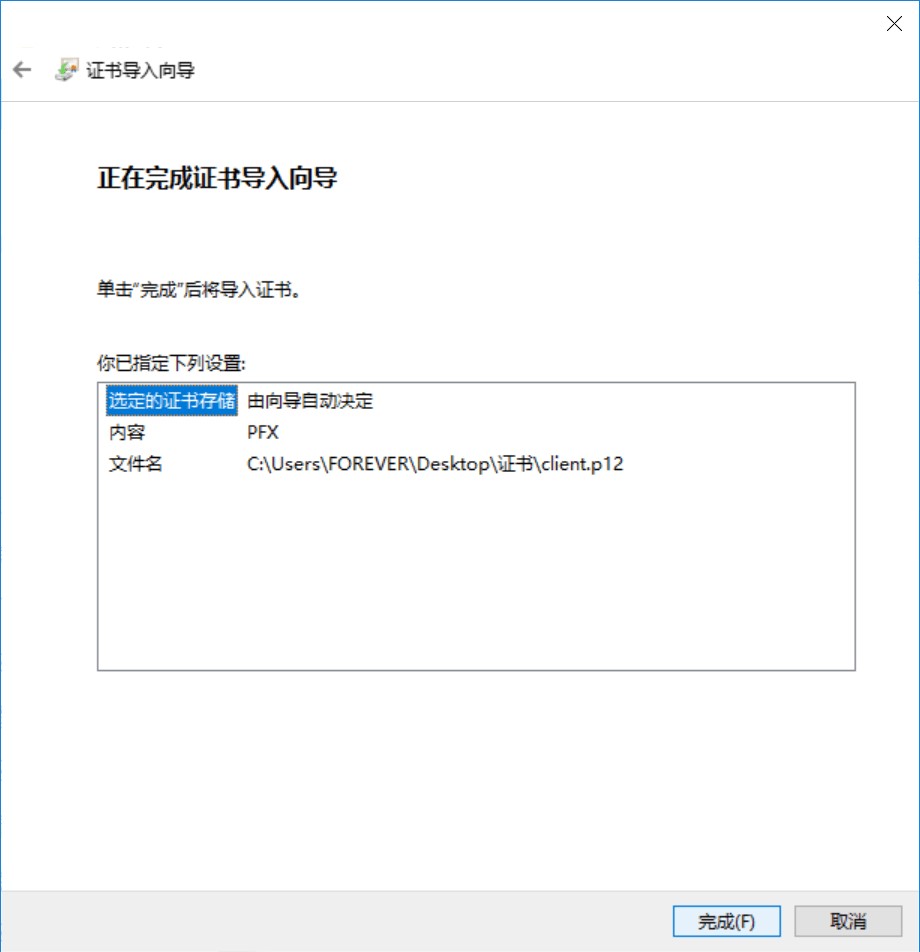 证书导入向导
正在完成证书导入向导
单击“完成”后将导入证书。
你已指定下列设置:
选定的证书存储 由向导自动决定
内容 PFX
文件名 C:\Users\FOREVER\Desktop\证书\client.p12
完成(F) 取消